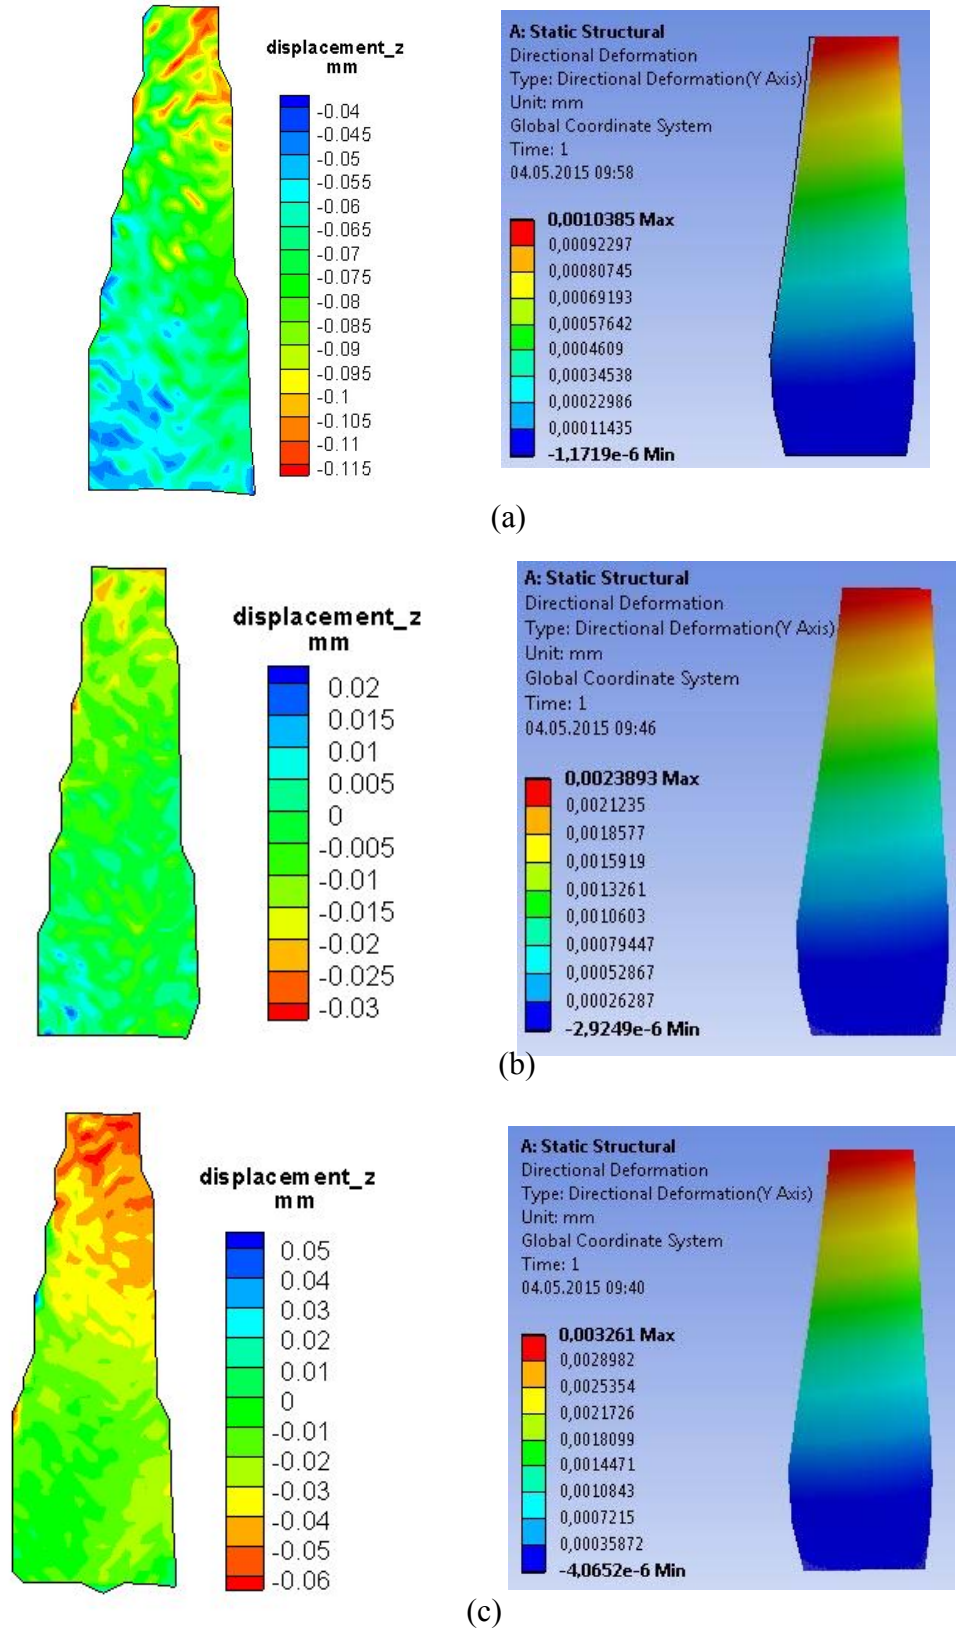 displacement_z
mm
-0.04
-0.045
-0.05
-0.055
-0.06
-0.065
-0.07
-0.075
-0.08
-0.085
-0.09
-0.095
-0.1
-0.105
-0.11
-0.115
A: Static Structural
Directional Deformation
Type: Directional Deformation(Y Axis)
Unit: mm
Global Coordinate System
Time: 1
04.05.2015 09:58
0,0010385 Max
0,00092297
0,00080745
0,00069193
0,00057642
0,0004609
0,00034538
0,00022986
0,00011435
-1,1719e-6 Min
(a)
displacement_z
mm
0.02
0.015
0.01
0.005
0
-0.005
-0.01
-0.015
-0.02
-0.025
-0.03
A: Static Structural
Directional Deformation
Type: Directional Deformation(Y Axis)
Unit: mm
Global Coordinate System
Time: 1
04.05.2015 09:46
0,0023893 Max
0,0021235
0,0018577
0,0015919
0,0013261
0,0010603
0,00079447
0,00052867
0,00026287
-2,9249e-6 Min
(b)
displacement_z
mm
0.05
0.04
0.03
0.02
0.01
0
-0.01
-0.02
-0.03
-0.04
-0.05
-0.06
A: Static Structural
Directional Deformation
Type: Directional Deformation(Y Axis)
Unit: mm
Global Coordinate System
Time: 1
04.05.2015 09:40
0,003261 Max
0,0028982
0,0025354
0,0021726
0,0018099
0,0014471
0,0010843
0,0007215
0,00035872
-4,0652e-6 Min
(c)